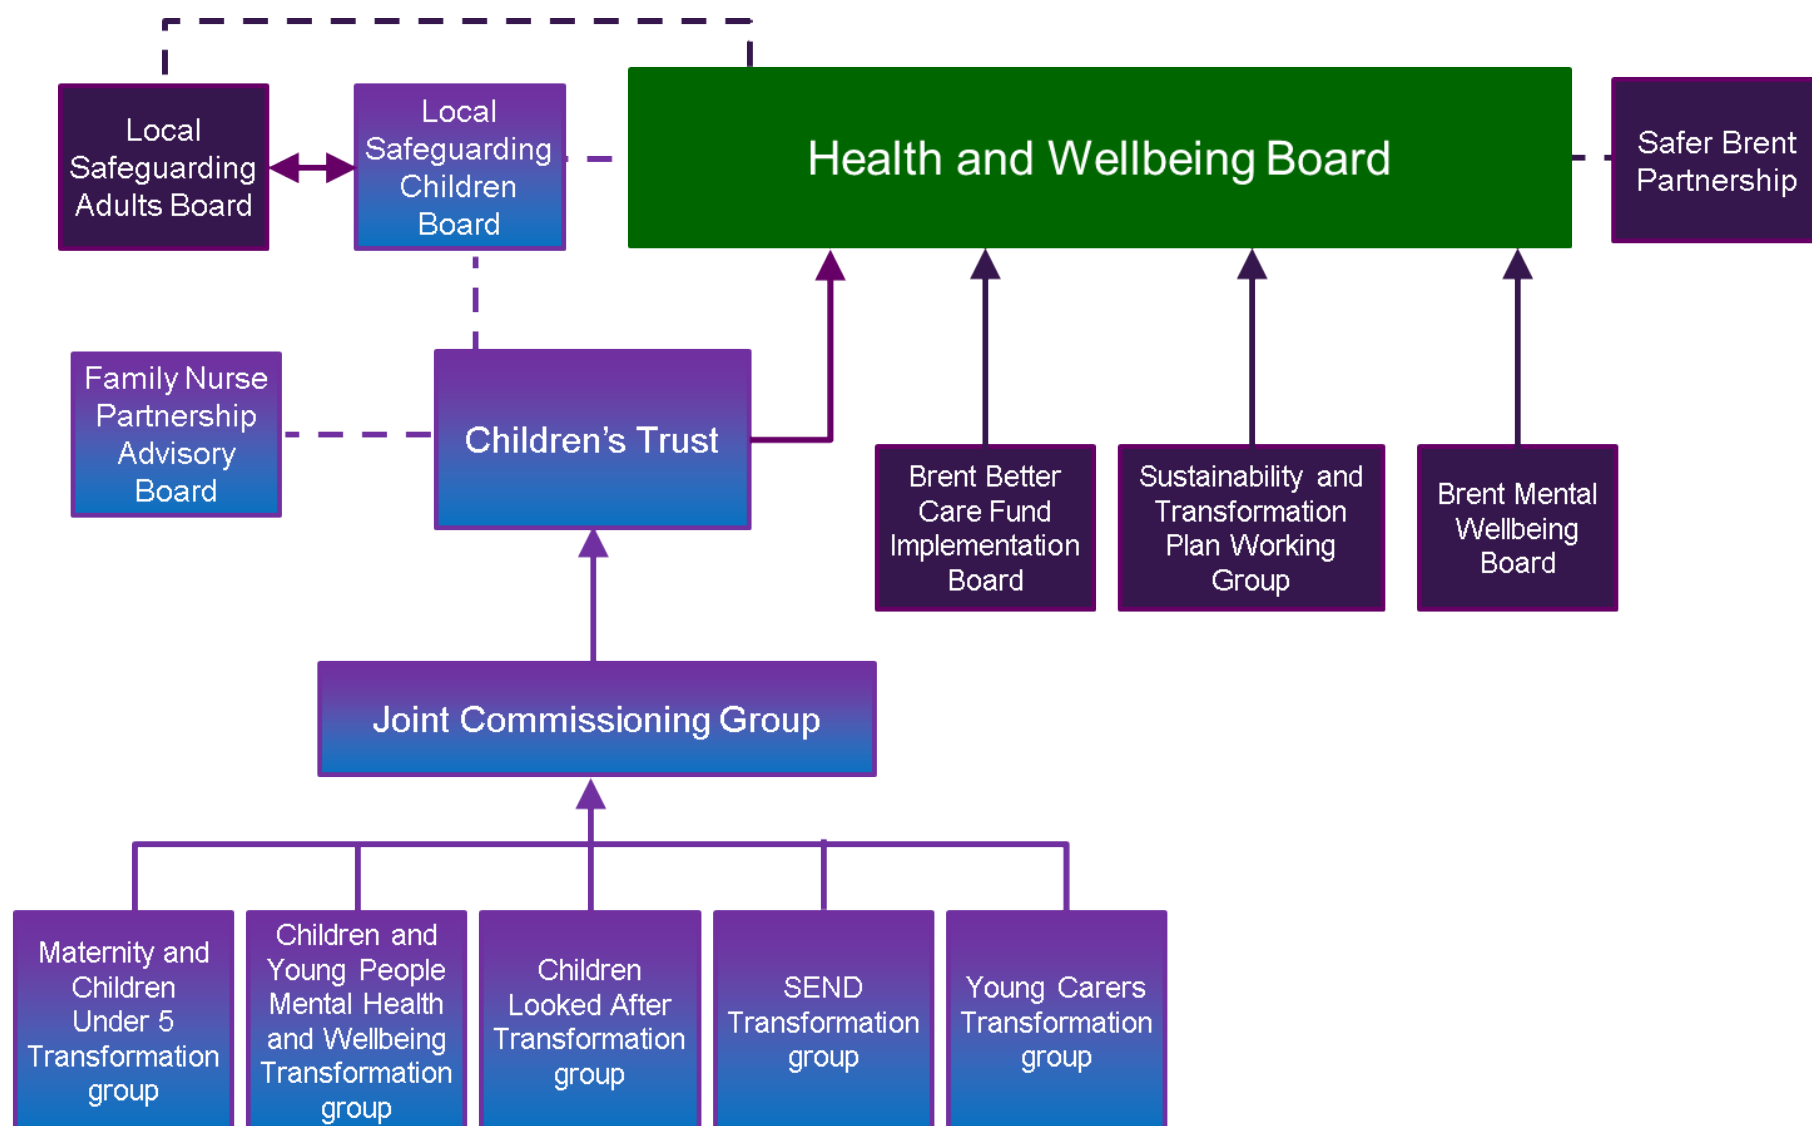 Local
Safeguarding
Adults Board
Local
Safeguarding
Children
Board
Health and Wellbeing Board
Safer Brent
Partnership
Family Nurse
Partnership
Advisory
Board
Children's Trust
Brent Better
Care Fund
Implementation
Board
Sustainability and
Transformation
Plan Working
Group
Brent Mental
Wellbeing
Board
Joint Commissioning Group
Maternity and
Children
Under 5
Transformation
group
Children and
Young People
Mental Health
and Wellbeing
Transformation
group
Children
Looked After
Transformation
group
SEND
Transformation
group
Young Carers
Transformation
group